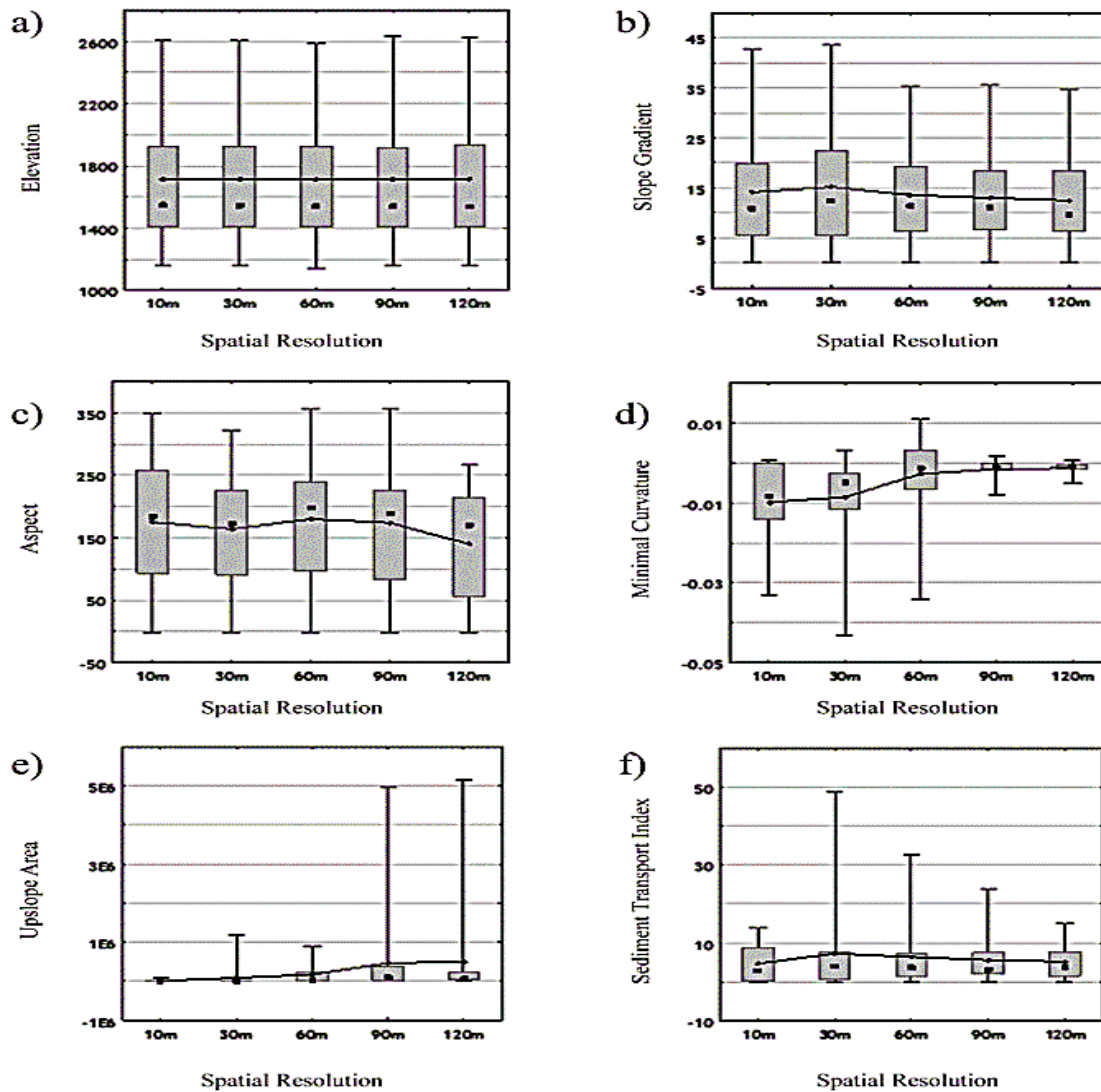 a)
2600
2200
1800
1400
1000
Elevation
10m 30m 60m 90m 120m
Spatial Resolution
b)
45
35
25
15
5
-5
Slope Gradient
10m 30m 60m 90m 120m
Spatial Resolution
c)
350
250
150
50
-50
Aspect
10m 30m 60m 90m 120m
Spatial Resolution
d)
0.01
-0.01
-0.03
-0.05
Minimal Curvature
10m 30m 60m 90m 120m
Spatial Resolution
e)
5E6
3E6
1E6
-1E6
Upslope Area
10m 30m 60m 90m 120m
Spatial Resolution
f)
50
30
10
-10
Sediment Transport Index
10m 30m 60m 90m 120m
Spatial Resolution